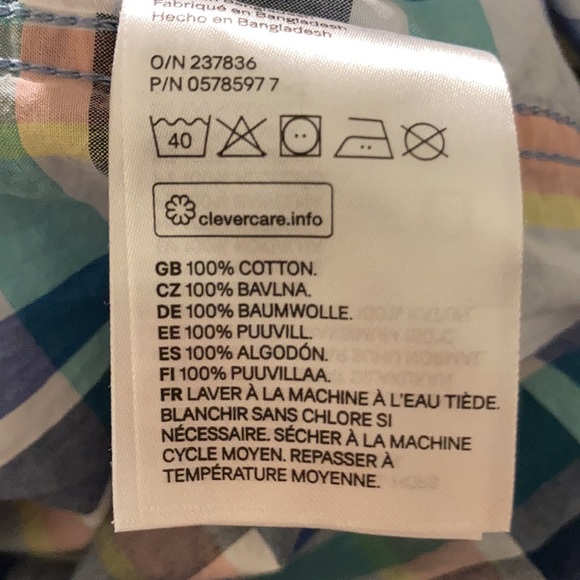 Fabriqué en Bangladesh
Hecho en Bangladesh
O/N 237836
P/N 0578597 7
40
clevercare.info
GB 100% COTTON.
CZ 100% BAVLNA.
DE 100% BAUMWOLLE.
EE 100% PUUVILL.
ES 100% ALGODÓN.
FI 100% PUUVILLAA.
FR LAVER À LA MACHINE À L'EAU TIÈDE.
BLANCHIR SANS CHLORE SI
NÉCESSAIRE. SÉCHER À LA MACHINE
CYCLE MOYEN. REPASSER À
TEMPÉRATURE MOYENNE.